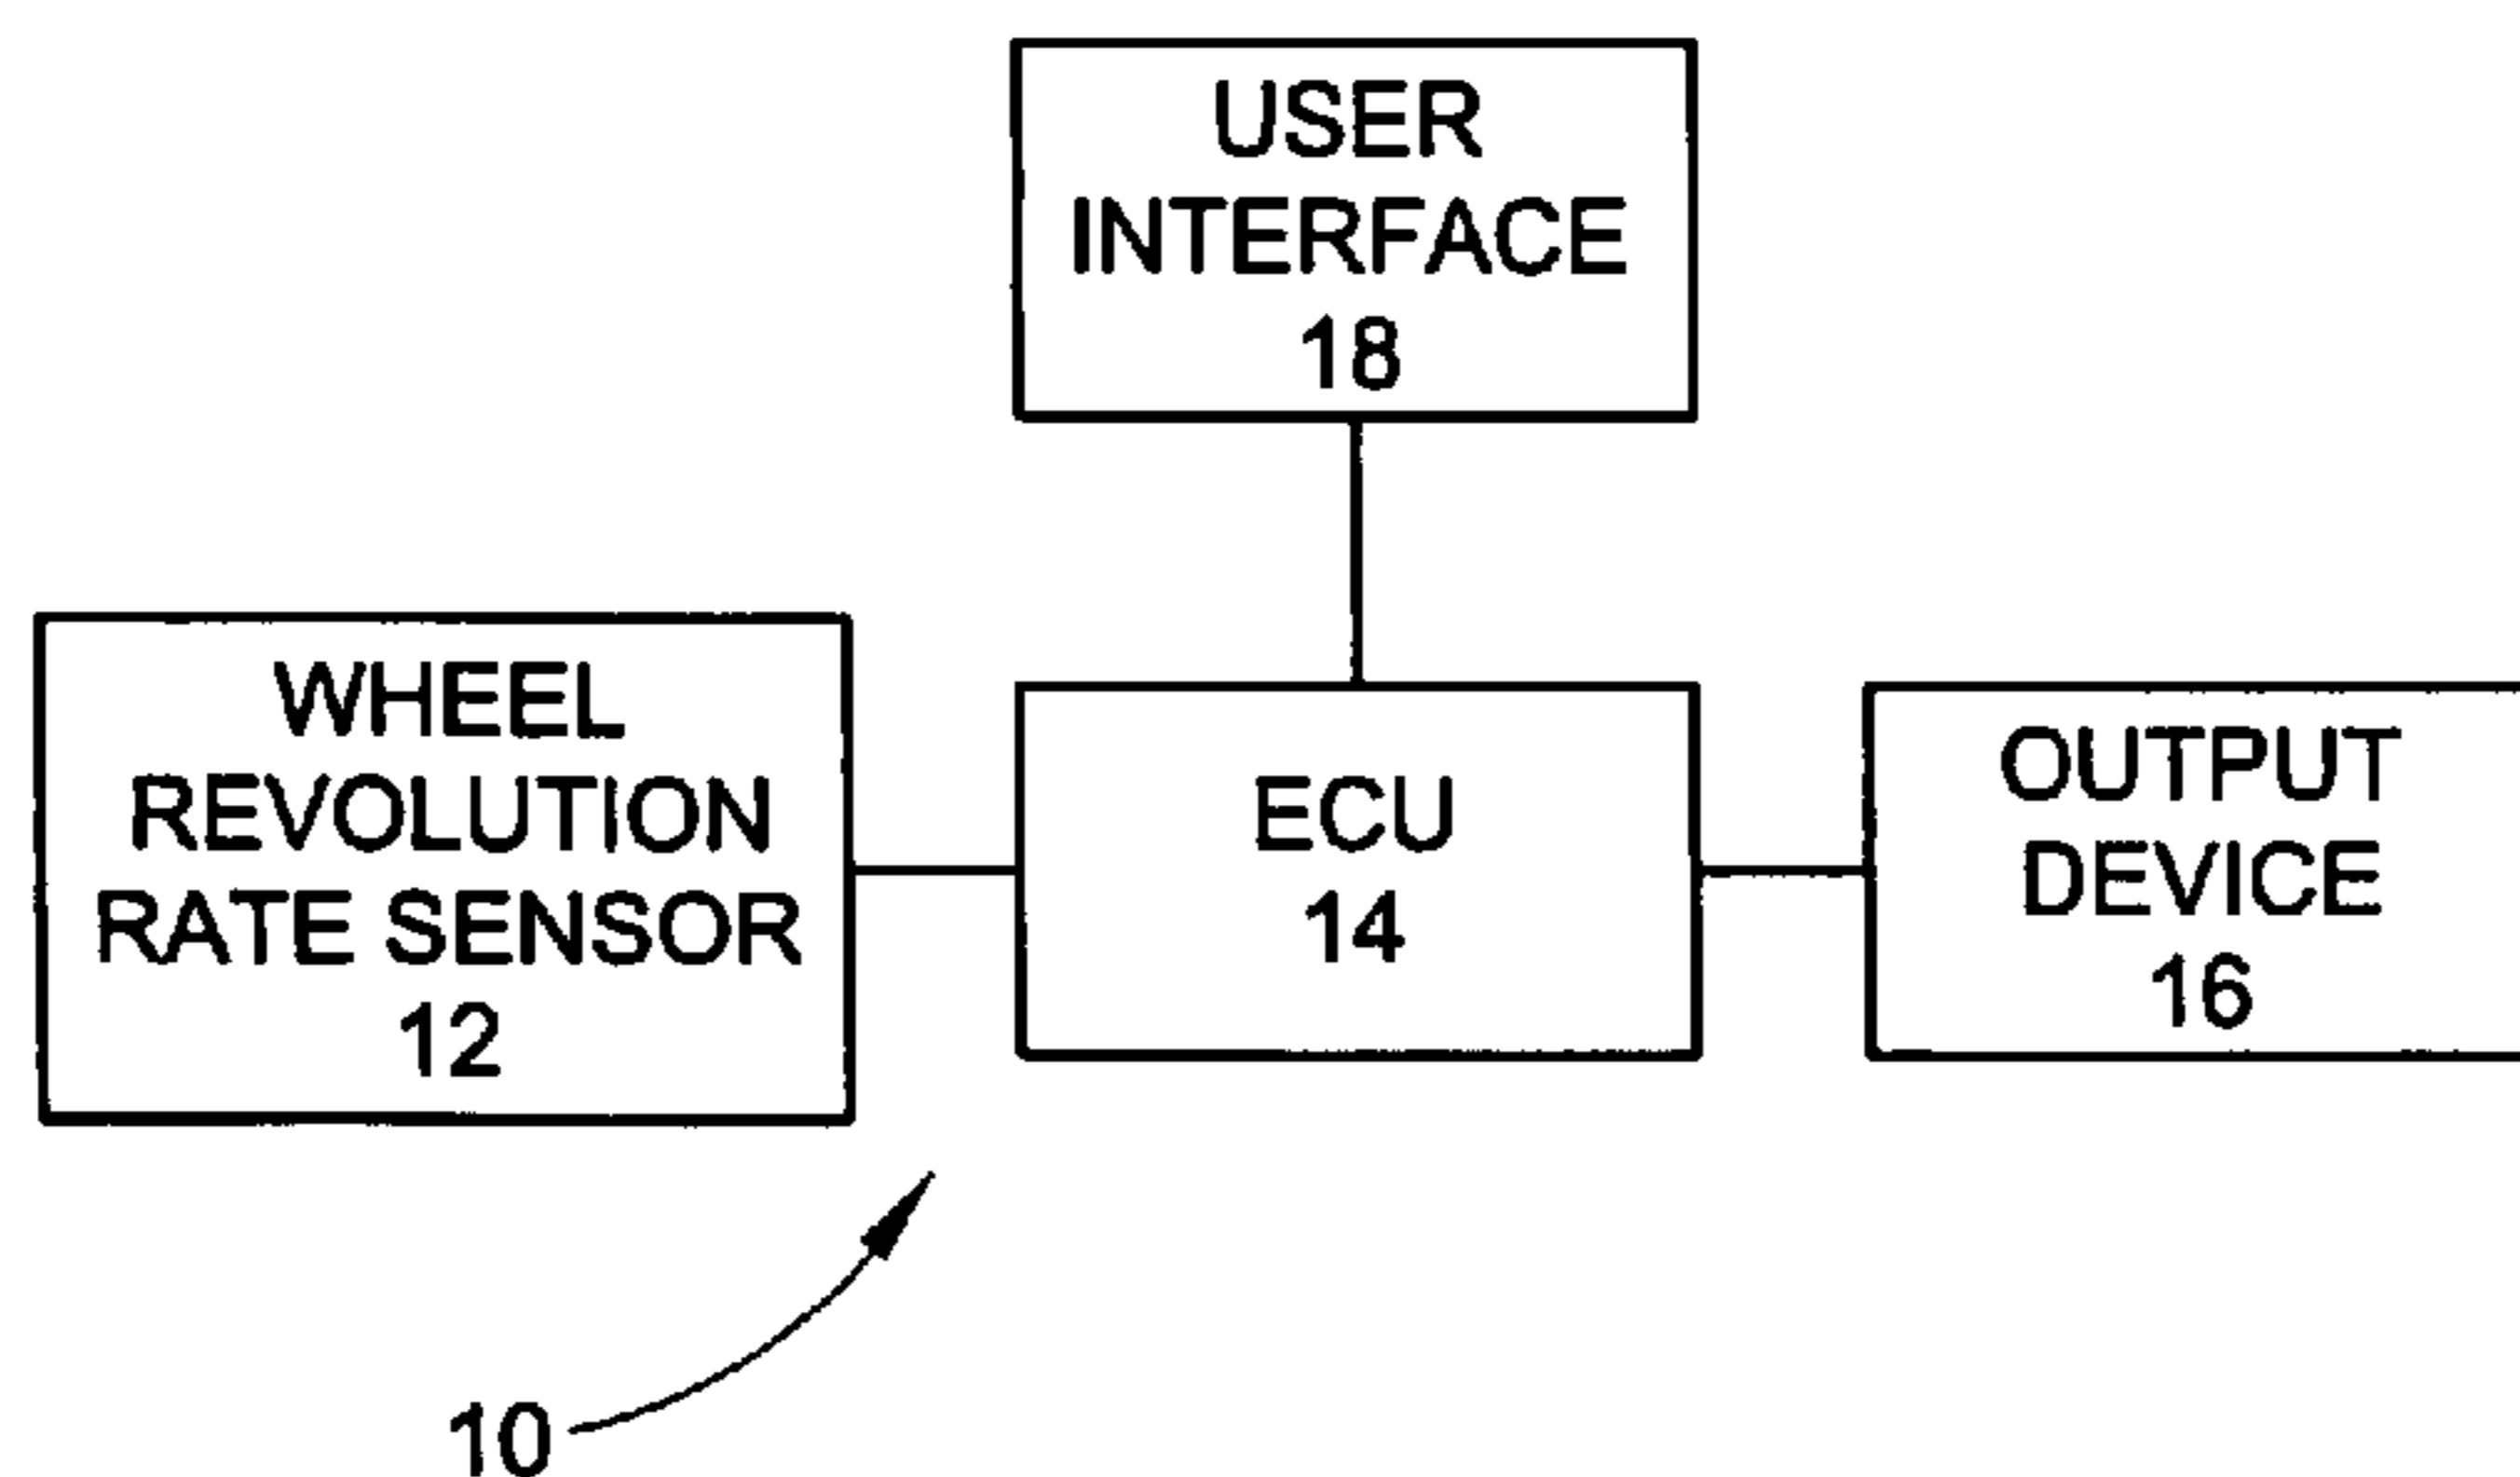 USER
INTERFACE
18
WHEEL
REVOLUTION
RATE SENSOR
12
ECU
14
OUTPUT
DEVICE
16
10